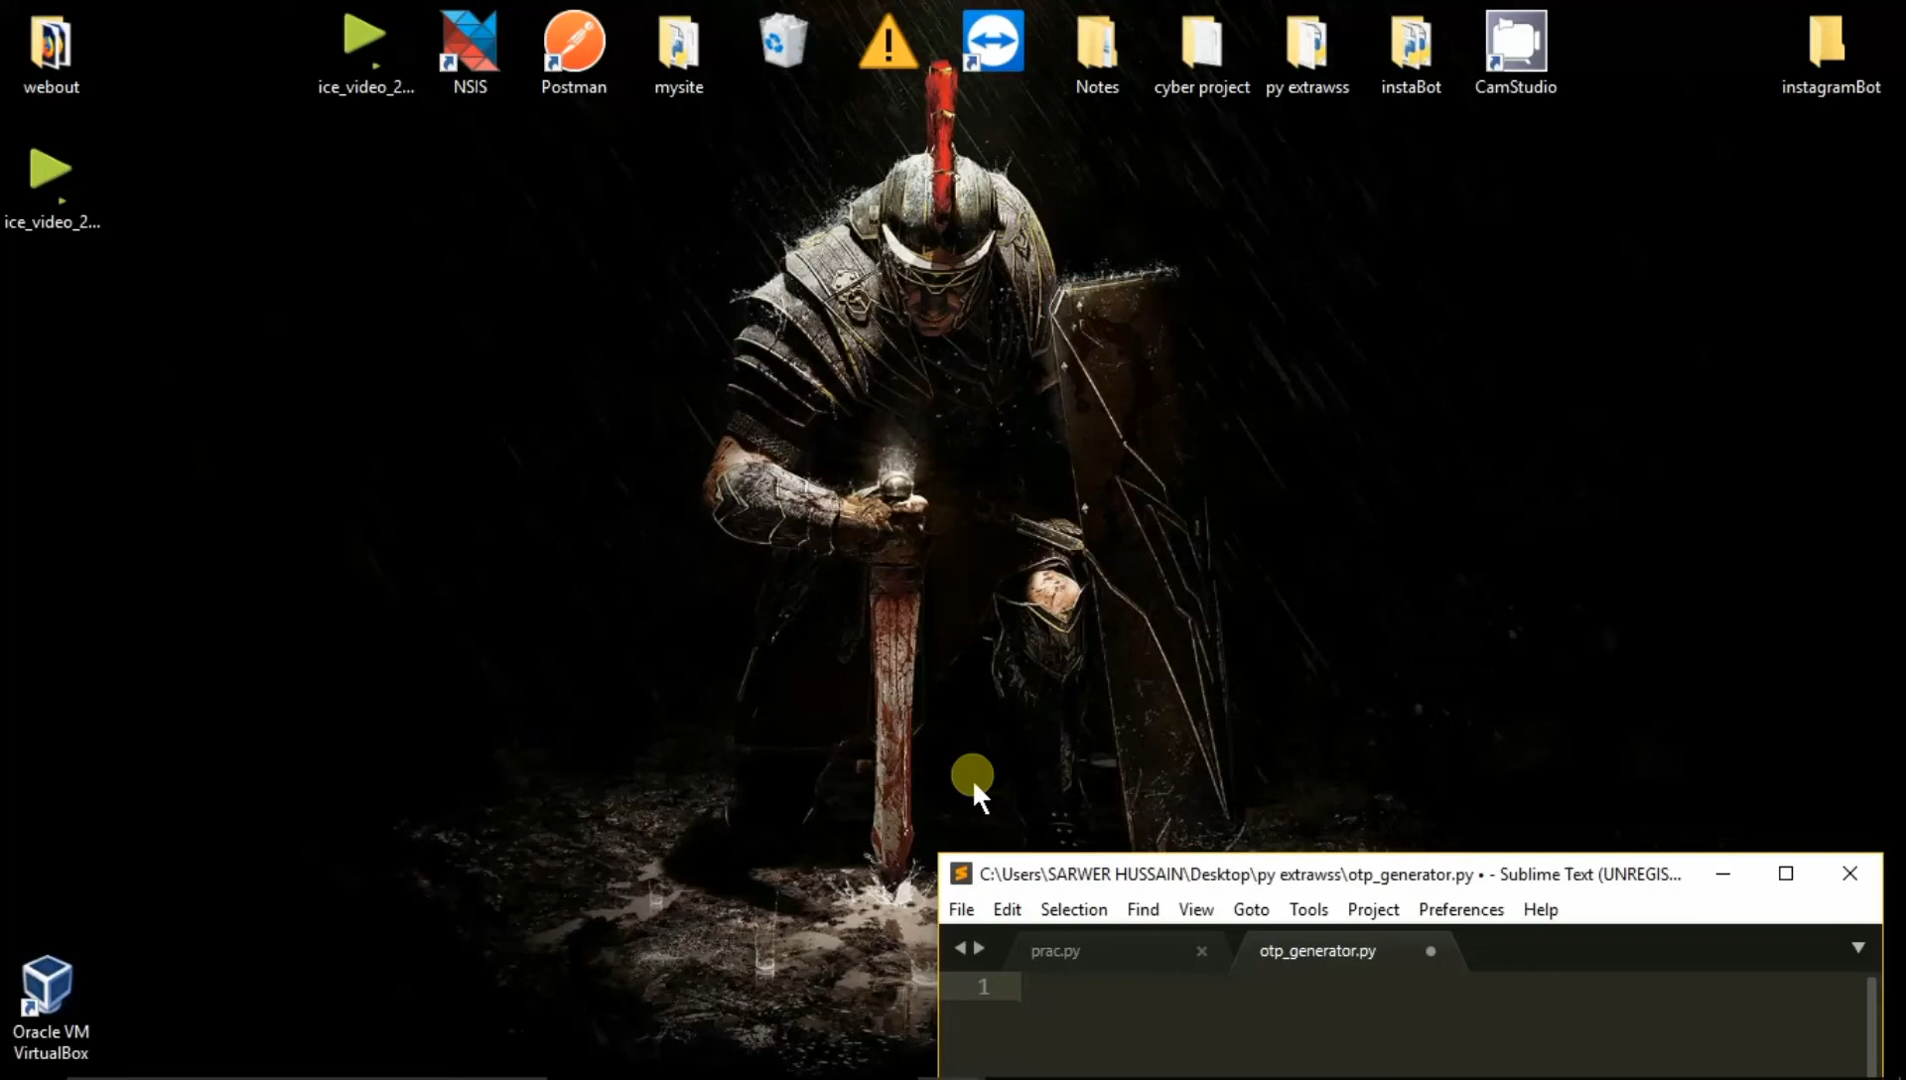 webout
ice_video_2...
NSIS
Postman
mysite
Notes
cyber project
py extrawss
instaBot
CamStudio
instagramBot
ice_video_2...
C:\Users\SARWER HUSSAIN\Desktop\py extrawss\otp_generator.py • - Sublime Text (UNREGIS...
File Edit Selection Find View Goto Tools Project Preferences Help
prac.py otp_generator.py
1
Oracle VM
VirtualBox